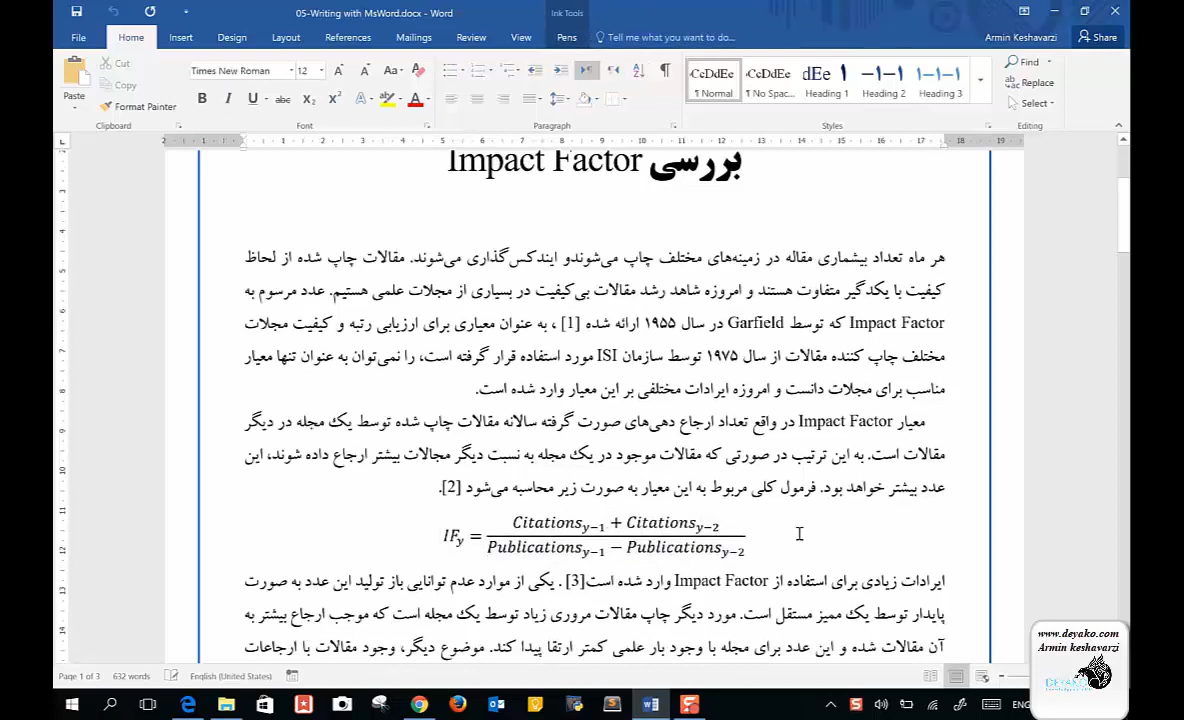 05-Writing with MsWord.docx - Word
Ink Tools
File Home Insert Design Layout References Mailings Review View Pens Tell me what you want to do...
Armin Keshavarzi Share
Paste Cut Copy Format Painter
Times New Roman 12
AaCcDdEe Normal AaCcDdEe No Spac... Heading 1 Heading 2 Heading 3
Find Replace Select
Clipboard Font Paragraph Styles Editing
بررسی Impact Factor
هر ماه تعداد بیشماری مقاله در زمینه‌های مختلف چاپ می‌شوندو ایندکس‌گذاری می‌شوند. مقالات چاپ شده از لحاظ
کیفیت با یکدگیر متفاوت هستند و امروزه شاهد رشد مقالات بی‌کیفیت در بسیاری از مجلات علمی هستیم. عدد مرسوم به
Impact Factor که توسط Garfield در سال ۱۹۵۵ ارائه شده [1] ، به عنوان معیاری برای ارزیابی رتبه و کیفیت مجلات
مختلف چاپ کننده مقالات از سال ۱۹۷۵ توسط سازمان ISI مورد استفاده قرار گرفته است، را نمی‌توان به عنوان تنها معیار
مناسب برای مجلات دانست و امروزه ایرادات مختلفی بر این معیار وارد شده است.
معیار Impact Factor در واقع تعداد ارجاع دهی‌های صورت گرفته سالانه مقالات چاپ شده توسط یک مجله در دیگر
مقالات است. به این ترتیب در صورتی که مقالات موجود در یک مجله به نسبت دیگر مجالات بیشتر ارجاع داده شوند، این
عدد بیشتر خواهد بود. فرمول کلی مربوط به این معیار به صورت زیر محاسبه می‌شود [2].
IFy = (Citationsy−1 + Citationsy−2) / (Publicationsy−1 − Publicationsy−2)
ایرادات زیادی برای استفاده از Impact Factor وارد شده است[3] . یکی از موارد عدم توانایی باز تولید این عدد به صورت
پایدار توسط یک ممیز مستقل است. مورد دیگر چاپ مقالات مروری زیاد توسط یک مجله است که موجب ارجاع بیشتر به
آن مقالات شده و این عدد برای مجله با وجود بار علمی کمتر ارتقا پیدا کند. موضوع دیگر، وجود مقالات با ارجاعات
www.deyako.com
Armin keshavarzi
DEYAKO
Page 1 of 3 632 words English (United States)
ENG